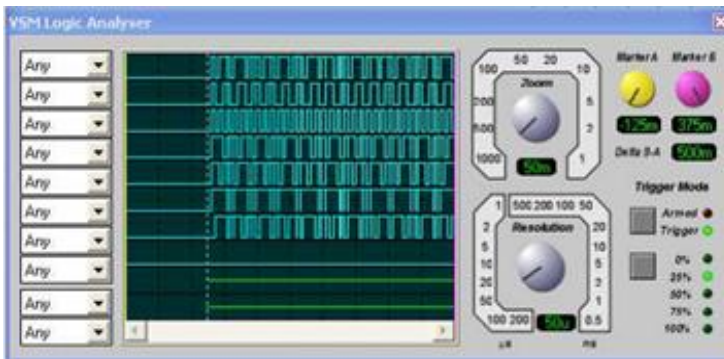 VSM Logic Analyser
Any
Any
Any
Any
Any
Any
Any
Any
Any
Any
50 20
100 10
200 5
500 2
1000 1
Zoom
50m
Marker A Marker B
-125m 375m
Delta B-A 500m
1 500 200 100 50
2 20
5 10
10 5
20 2
50 1
100 200 0.5
Resolution
50u
uS mS
Trigger Mode
Armed
Trigger
0%
25%
50%
75%
100%